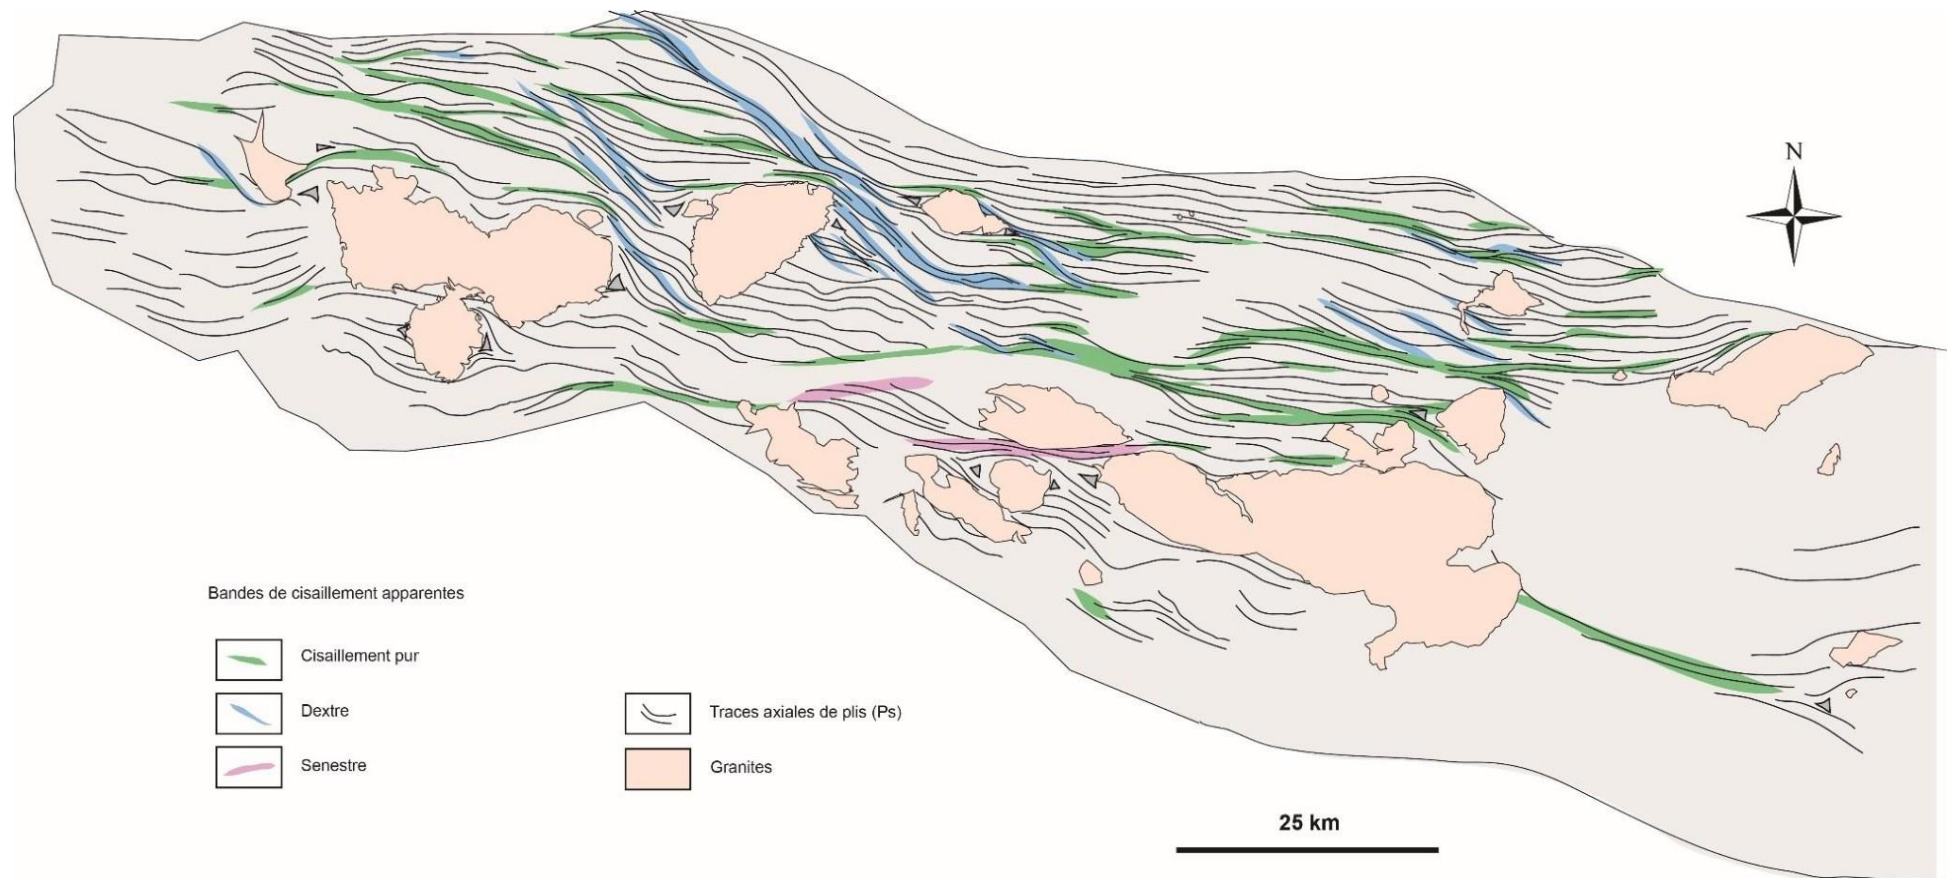 N
Bandes de cisaillement apparentes
Cisaillement pur
Dextre
Traces axiales de plis (Ps)
Senestre
Granites
25 km